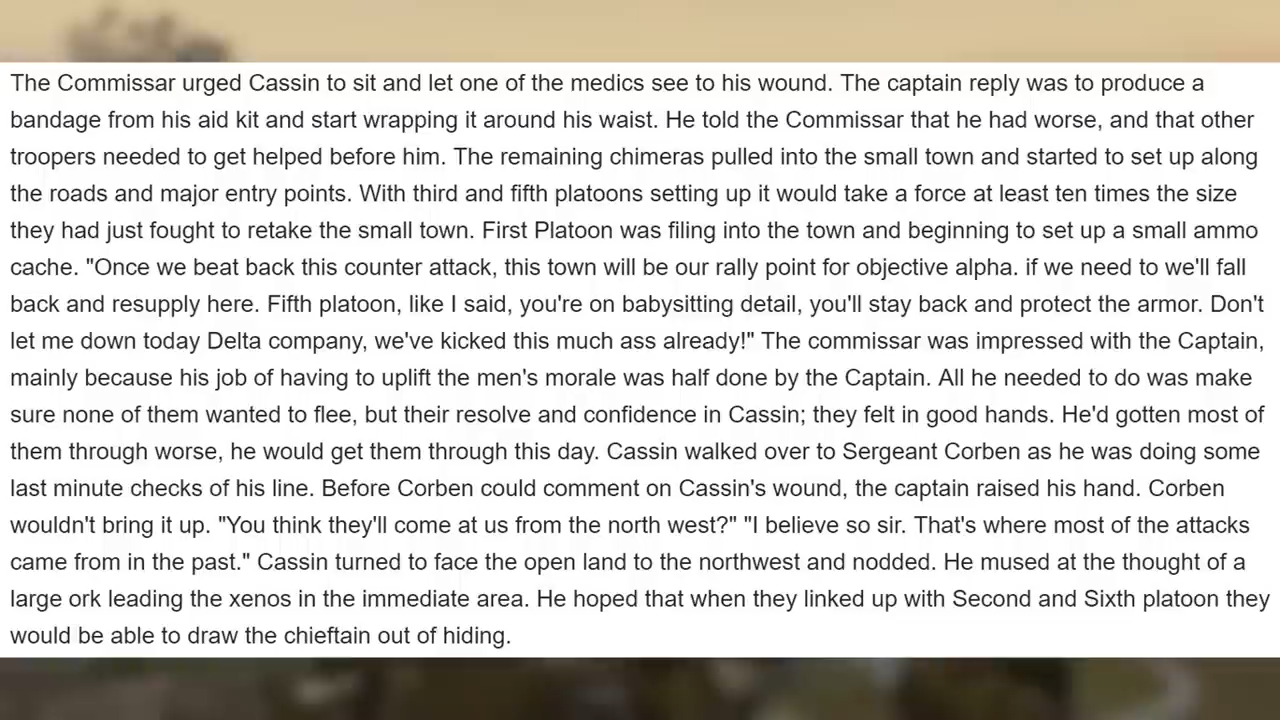 The Commissar urged Cassin to sit and let one of the medics see to his wound. The captain reply was to produce a
bandage from his aid kit and start wrapping it around his waist. He told the Commissar that he had worse, and that other
troopers needed to get helped before him. The remaining chimeras pulled into the small town and started to set up along
the roads and major entry points. With third and fifth platoons setting up it would take a force at least ten times the size
they had just fought to retake the small town. First Platoon was filing into the town and beginning to set up a small ammo
cache. "Once we beat back this counter attack, this town will be our rally point for objective alpha. if we need to we'll fall
back and resupply here. Fifth platoon, like I said, you're on babysitting detail, you'll stay back and protect the armor. Don't
let me down today Delta company, we've kicked this much ass already!" The commissar was impressed with the Captain,
mainly because his job of having to uplift the men's morale was half done by the Captain. All he needed to do was make
sure none of them wanted to flee, but their resolve and confidence in Cassin; they felt in good hands. He'd gotten most of
them through worse, he would get them through this day. Cassin walked over to Sergeant Corben as he was doing some
last minute checks of his line. Before Corben could comment on Cassin's wound, the captain raised his hand. Corben
wouldn't bring it up. "You think they'll come at us from the north west?" "I believe so sir. That's where most of the attacks
came from in the past." Cassin turned to face the open land to the northwest and nodded. He mused at the thought of a
large ork leading the xenos in the immediate area. He hoped that when they linked up with Second and Sixth platoon they
would be able to draw the chieftain out of hiding.